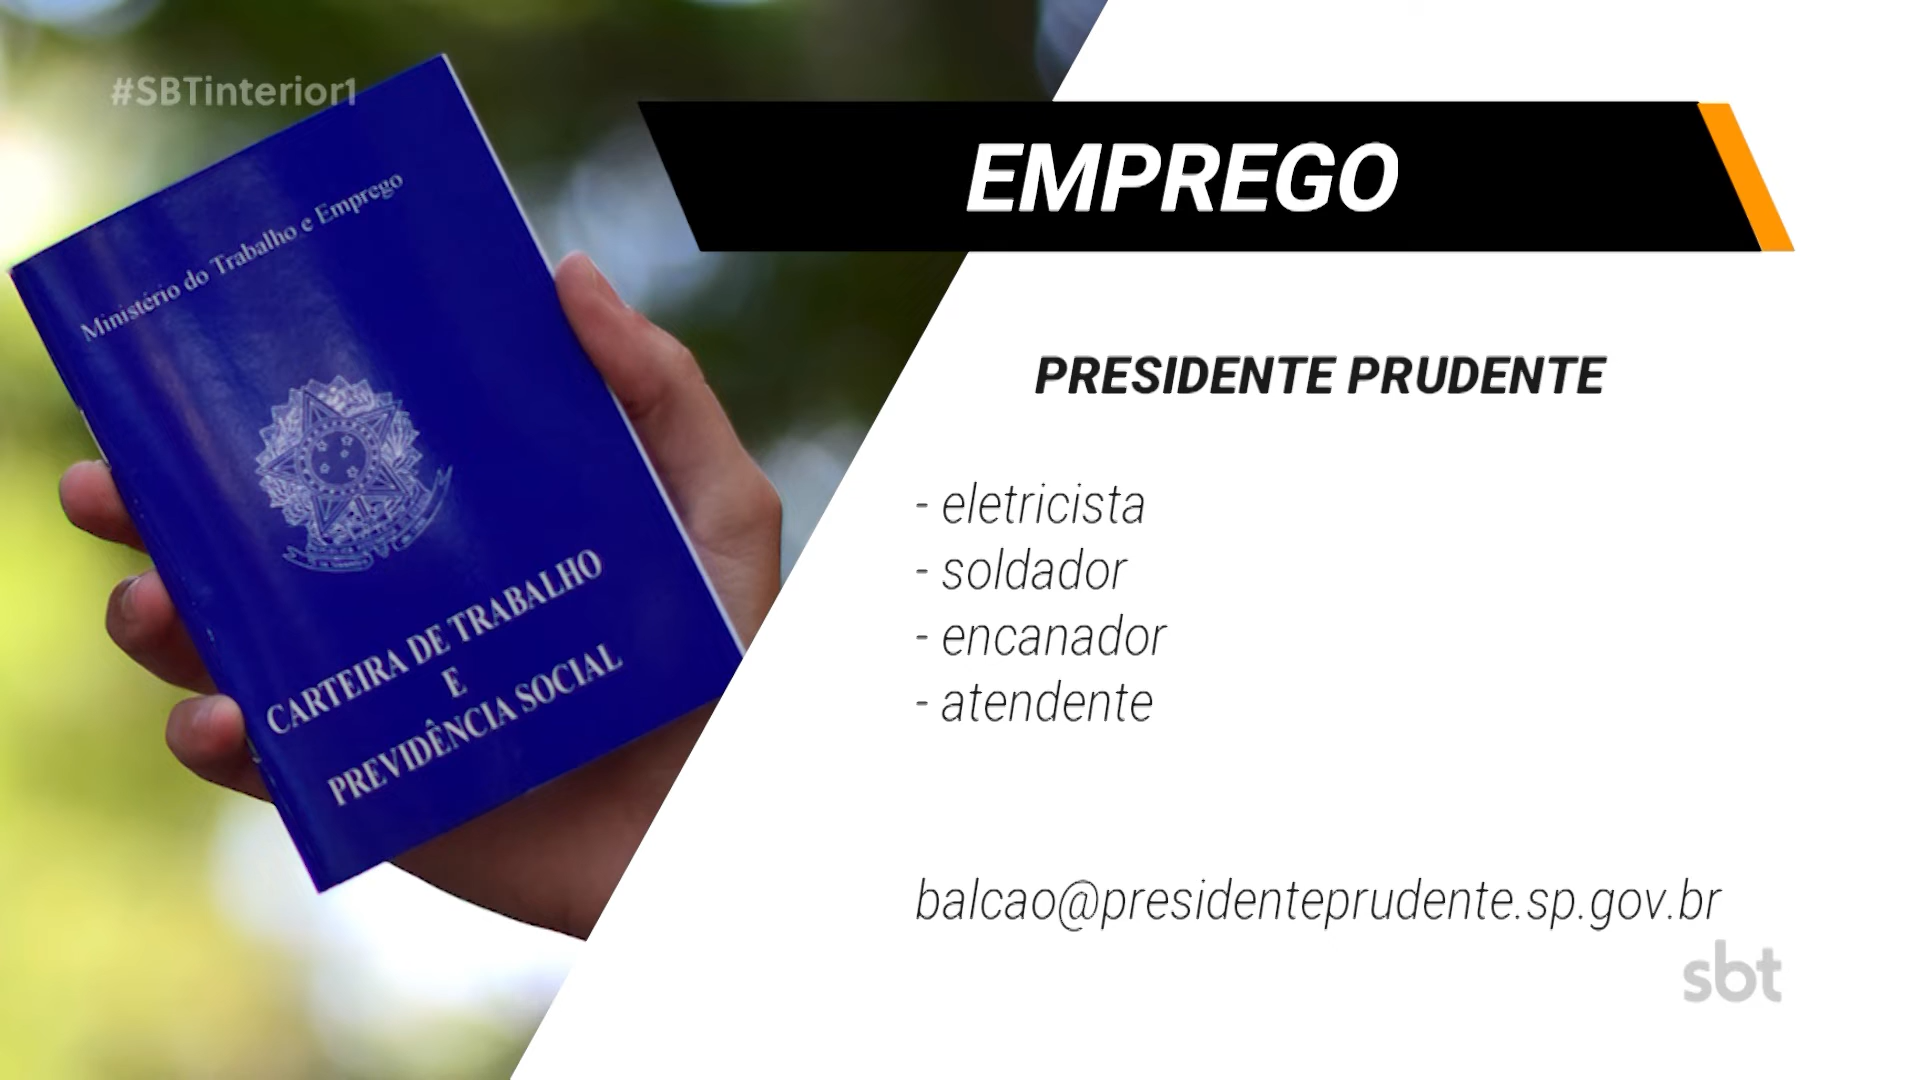 #SBTinterior1
EMPREGO
Ministério do Trabalho e Emprego
CARTEIRA DE TRABALHO
E
PREVIDÊNCIA SOCIAL
PRESIDENTE PRUDENTE
- eletricista
- soldador
- encanador
- atendente
balcao@presidenteprudente.sp.gov.br
sbt